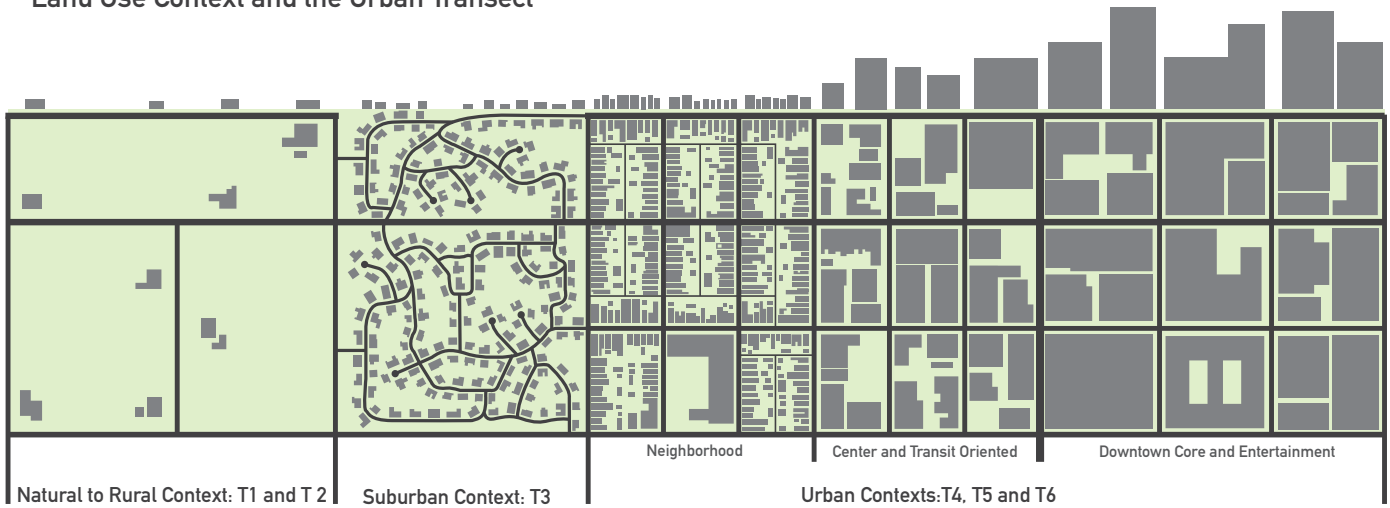 Land Use Context and the Urban Transect
Neighborhood
Center and Transit Oriented
Downtown Core and Entertainment
Natural to Rural Context: T1 and T 2
Suburban Context: T3
Urban Contexts:T4, T5 and T6